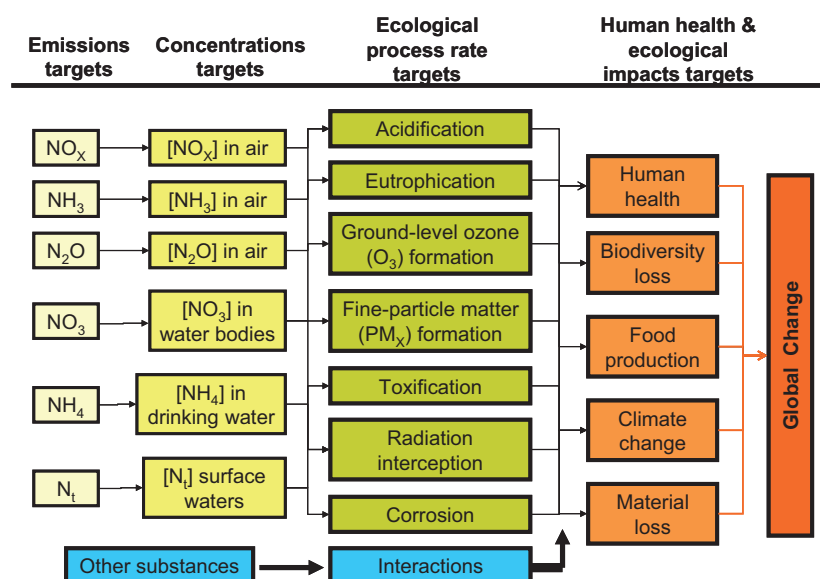 Emissions
targets
Concentrations
targets
Ecological
process rate
targets
Human health &
ecological
impacts targets
NOX
[NOX] in air
NH3
[NH3] in air
N2O
[N2O] in air
NO3
[NO3] in
water bodies
NH4
[NH4] in
drinking water
Nt
[Nt] surface
waters
Acidification
Eutrophication
Ground-level ozone
(O3) formation
Fine-particle matter
(PMX) formation
Toxification
Radiation
interception
Corrosion
Human
health
Biodiversity
loss
Food
production
Climate
change
Material
loss
Global Change
Other substances
Interactions